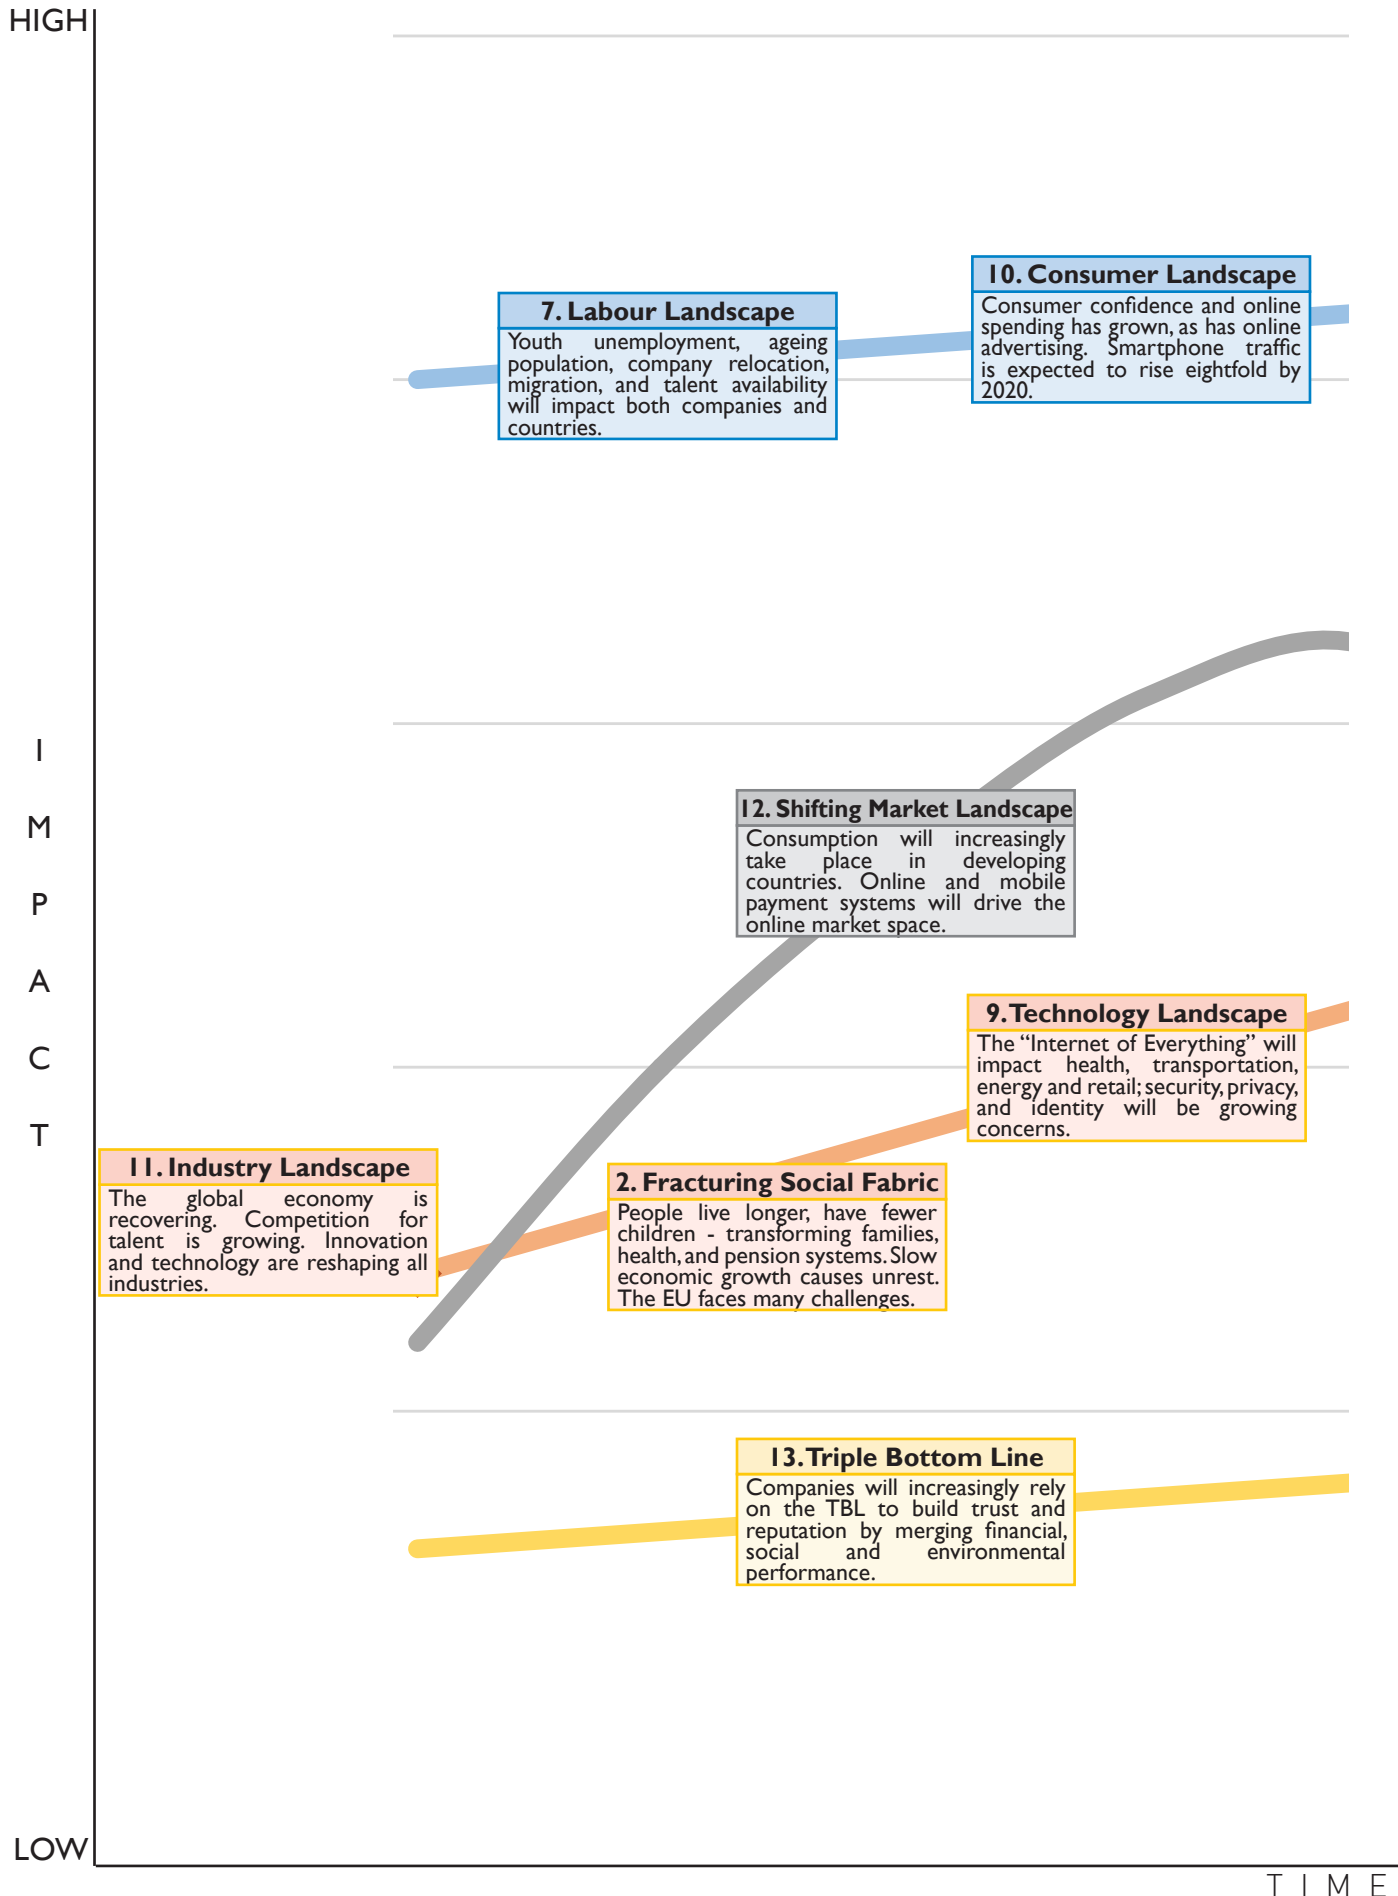 HIGH
10. Consumer Landscape
Consumer confidence and online
spending has grown, as has online
advertising. Smartphone traffic
is expected to rise eightfold by
2020.
7. Labour Landscape
Youth unemployment, ageing
population, company relocation,
migration, and talent availability
will impact both companies and
countries.
I
M
P
A
C
T
12. Shifting Market Landscape
Consumption will increasingly
take place in developing
countries. Online and mobile
payment systems will drive the
online market space.
9. Technology Landscape
The “Internet of Everything” will
impact health, transportation,
energy and retail; security, privacy,
and identity will be growing
concerns.
11. Industry Landscape
The global economy is
recovering. Competition for
talent is growing. Innovation
and technology are reshaping all
industries.
2. Fracturing Social Fabric
People live longer, have fewer
children - transforming families,
health, and pension systems. Slow
economic growth causes unrest.
The EU faces many challenges.
13. Triple Bottom Line
Companies will increasingly rely
on the TBL to build trust and
reputation by merging financial,
social and environmental
performance.
LOW
TIME